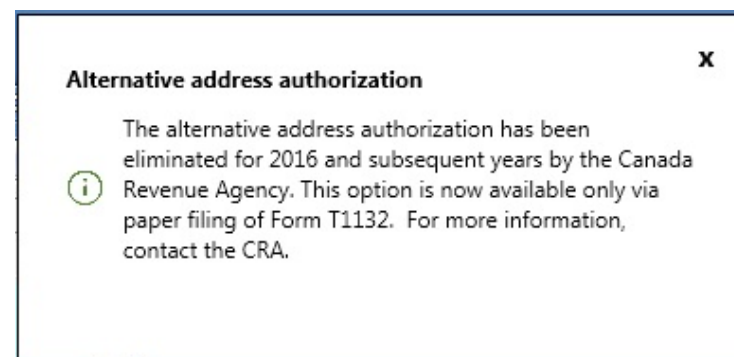 x
Alternative address authorization
The alternative address authorization has been
eliminated for 2016 and subsequent years by the Canada
Revenue Agency. This option is now available only via
paper filing of Form T1132.  For more information,
contact the CRA.